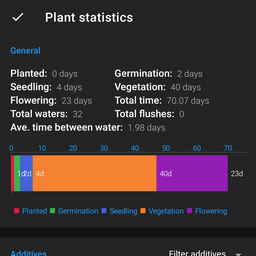 Plant statistics
General
Planted: 0 days Germination: 2 days
Seedling: 4 days Vegetation: 40 days
Flowering: 23 days Total time: 70.07 days
Total waters: 32 Total flushes: 0
Ave. time between water: 1.98 days
0 10 20 30 40 50 60 70
4d 40d 23d
Planted Germination Seedling Vegetation Flowering
Additives Filter additives